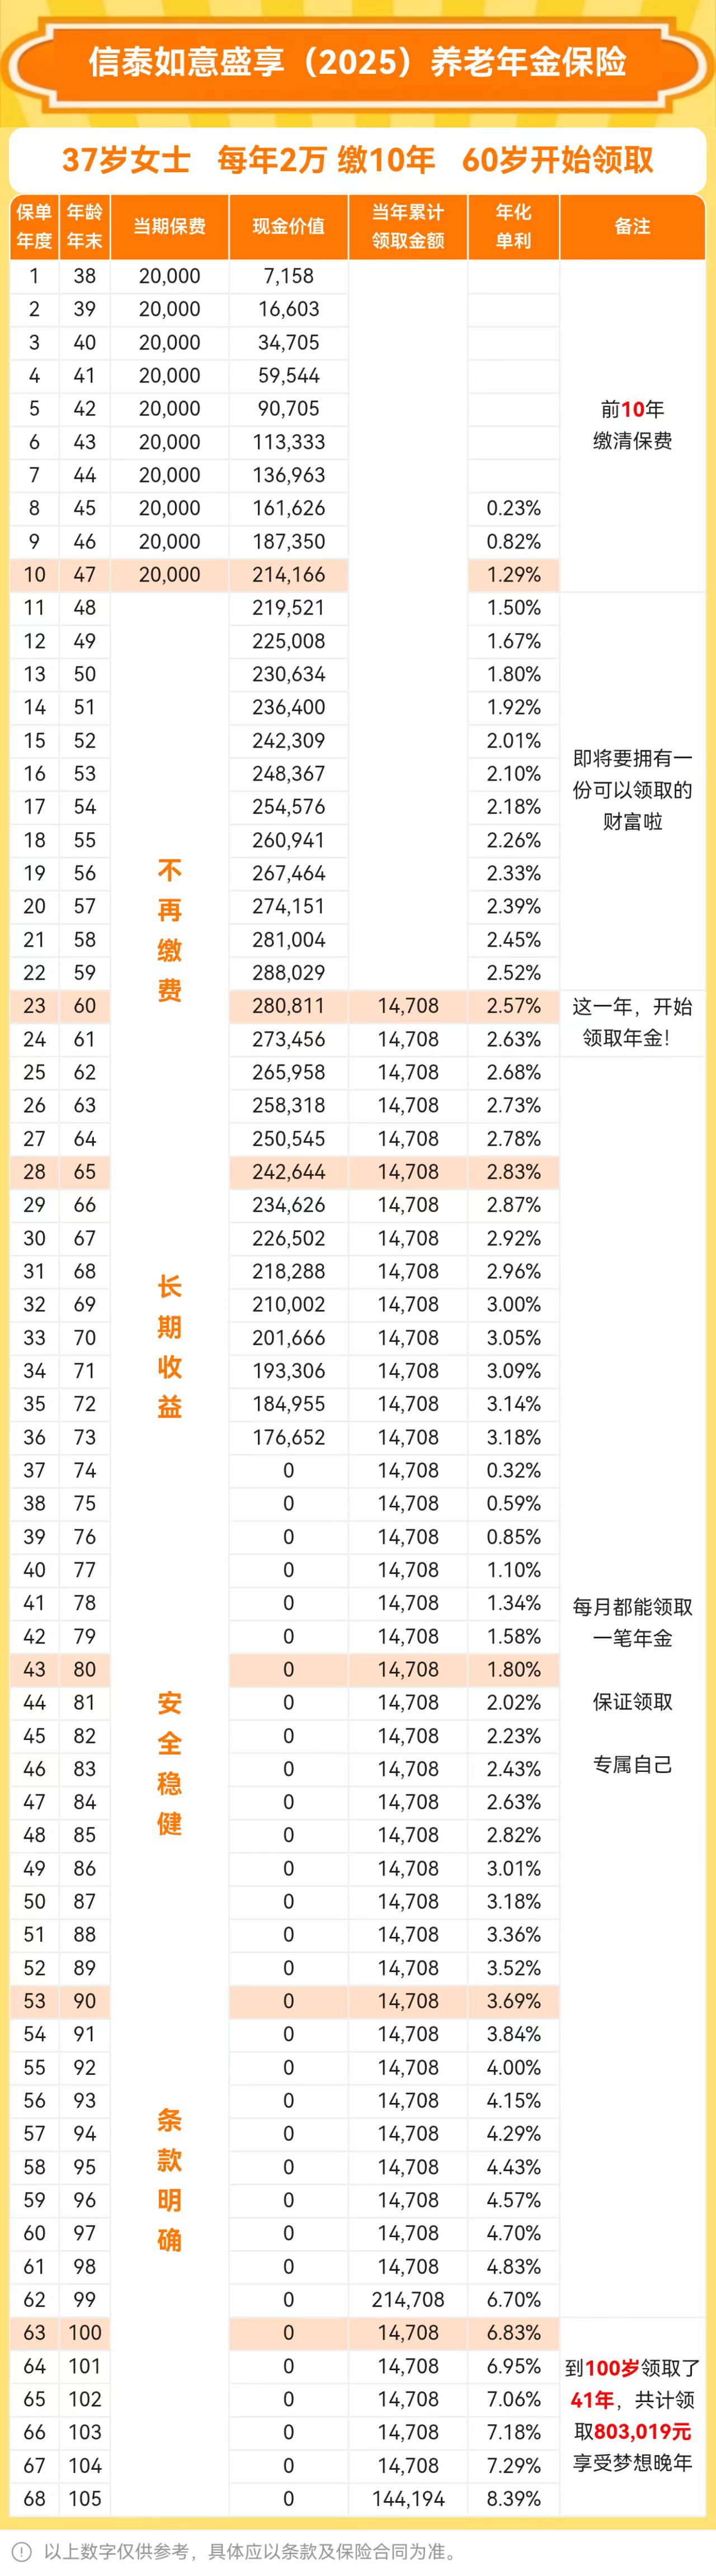 信泰如意盛享（2025）养老年金保险
37岁女士 每年2万 缴10年 60岁开始领取
保单年度 年龄年末 当期保费 现金价值 当年累计领取金额 年化单利 备注
1 38 20,000 7,158
2 39 20,000 16,603
3 40 20,000 34,705
4 41 20,000 59,544
5 42 20,000 90,705
前10年
缴清保费
6 43 20,000 113,333
7 44 20,000 136,963
8 45 20,000 161,626 0.23%
9 46 20,000 187,350 0.82%
10 47 20,000 214,166 1.29%
11 48 219,521 1.50%
12 49 225,008 1.67%
13 50 230,634 1.80%
14 51 236,400 1.92%
15 52 242,309 2.01%
即将要拥有一
份可以领取的
财富啦
16 53 248,367 2.10%
17 54 254,576 2.18%
18 55 260,941 2.26%
19 56 267,464 2.33%
20 57 274,151 2.39%
21 58 281,004 2.45%
22 59 288,029 2.52%
不再缴费
23 60 280,811 14,708 2.57%
这一年，开始
领取年金！
24 61 273,456 14,708 2.63%
25 62 265,958 14,708 2.68%
26 63 258,318 14,708 2.73%
27 64 250,545 14,708 2.78%
28 65 242,644 14,708 2.83%
29 66 234,626 14,708 2.87%
30 67 226,502 14,708 2.92%
31 68 218,288 14,708 2.96%
32 69 210,002 14,708 3.00%
33 70 201,666 14,708 3.05%
34 71 193,306 14,708 3.09%
35 72 184,955 14,708 3.14%
长期收益
36 73 176,652 14,708 3.18%
37 74 0 14,708 0.32%
38 75 0 14,708 0.59%
39 76 0 14,708 0.85%
40 77 0 14,708 1.10%
41 78 0 14,708 1.34%
每月都能领取
一笔年金
42 79 0 14,708 1.58%
43 80 0 14,708 1.80%
44 81 0 14,708 2.02%
保证领取
45 82 0 14,708 2.23%
46 83 0 14,708 2.43%
专属自己
47 84 0 14,708 2.63%
48 85 0 14,708 2.82%
安全稳健
49 86 0 14,708 3.01%
50 87 0 14,708 3.18%
51 88 0 14,708 3.36%
52 89 0 14,708 3.52%
53 90 0 14,708 3.69%
54 91 0 14,708 3.84%
55 92 0 14,708 4.00%
56 93 0 14,708 4.15%
57 94 0 14,708 4.29%
58 95 0 14,708 4.43%
59 96 0 14,708 4.57%
60 97 0 14,708 4.70%
条款明确
61 98 0 14,708 4.83%
62 99 0 214,708 6.70%
63 100 0 14,708 6.83%
64 101 0 14,708 6.95%
65 102 0 14,708 7.06%
66 103 0 14,708 7.18%
67 104 0 14,708 7.29%
68 105 0 144,194 8.39%
到100岁领取了
41年，共计领
取803,019元
享受梦想晚年
! 以上数字仅供参考，具体应以条款及保险合同为准。